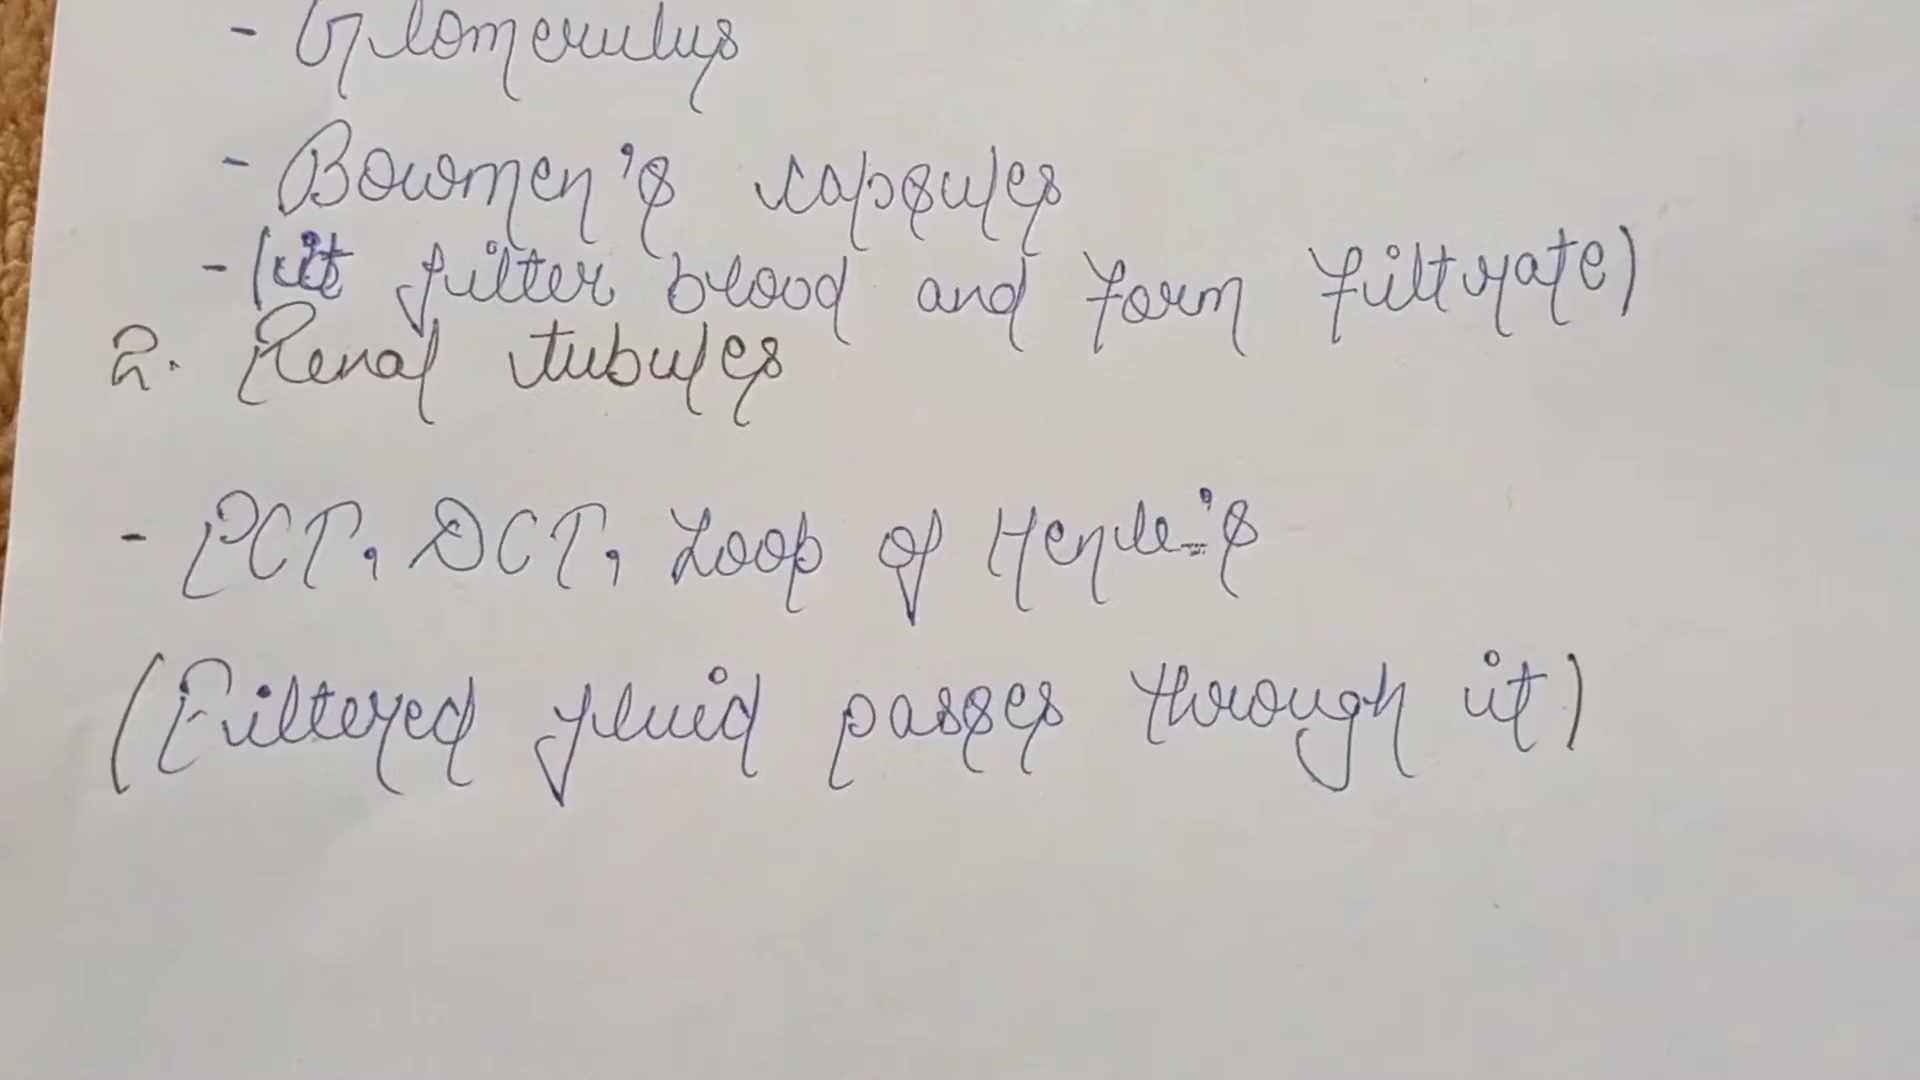 - Glomerulus
- Bowmen's capsules
- (it filter blood and form filtrate)
2. Renal tubules
- PCT, DCT, Loop of Henle's
(Filtered fluid passes through it)